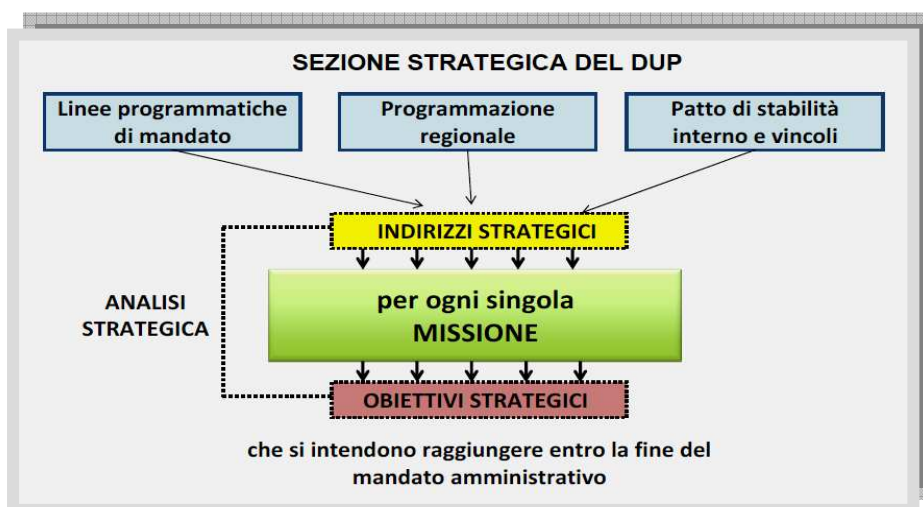 SEZIONE STRATEGICA DEL DUP
Linee programmatiche
di mandato
Programmazione
regionale
Patto di stabilità
interno e vincoli
INDIRIZZI STRATEGICI
ANALISI
STRATEGICA
per ogni singola
MISSIONE
OBIETTIVI STRATEGICI
che si intendono raggiungere entro la fine del
mandato amministrativo